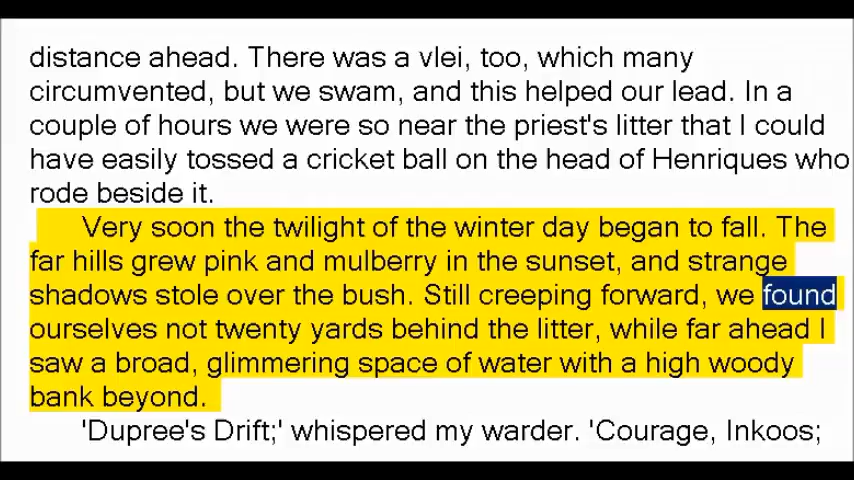 distance ahead. There was a vlei, too, which many
circumvented, but we swam, and this helped our lead. In a
couple of hours we were so near the priest's litter that I could
have easily tossed a cricket ball on the head of Henriques who
rode beside it.
Very soon the twilight of the winter day began to fall. The
far hills grew pink and mulberry in the sunset, and strange
shadows stole over the bush. Still creeping forward, we found
ourselves not twenty yards behind the litter, while far ahead I
saw a broad, glimmering space of water with a high woody
bank beyond.
'Dupree's Drift;' whispered my warder. 'Courage, Inkoos;